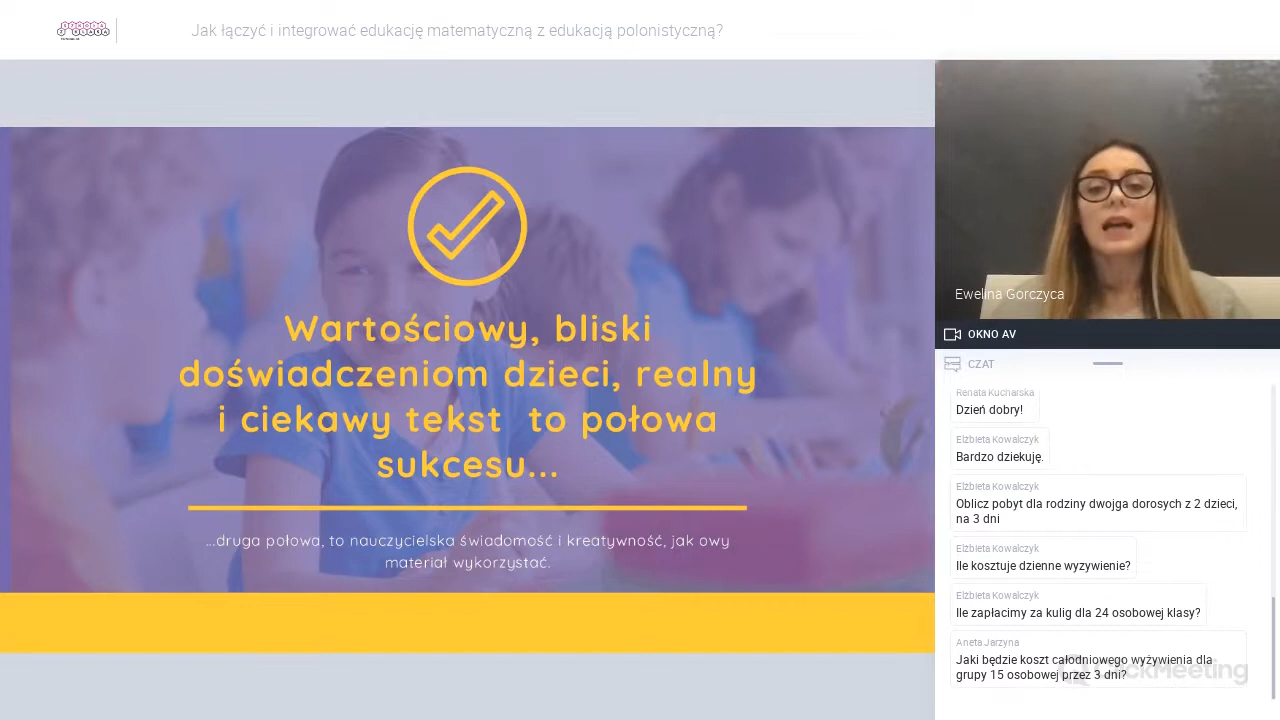 Jak łączyć i integrować edukację matematyczną z edukacją polonistyczną?
Wartościowy, bliski
doświadczeniom dzieci, realny
i ciekawy tekst to połowa
sukcesu...
...druga połowa, to nauczycielska świadomość i kreatywność, jak owy
materiał wykorzystać.
Ewelina Gorczyca
OKNO AV
CZAT
Renata Kucharska
Dzień dobry!
Elżbieta Kowalczyk
Bardzo dziekuję.
Elżbieta Kowalczyk
Oblicz pobyt dla rodziny dwojga dorosych z 2 dzieci,
na 3 dni
Elżbieta Kowalczyk
Ile kosztuje dzienne wyzywienie?
Elżbieta Kowalczyk
Ile zapłacimy za kulig dla 24 osobowej klasy?
Aneta Jarzyna
Jaki będzie koszt całodniowego wyżywienia dla
grupy 15 osobowej przez 3 dni?
ClickMeeting